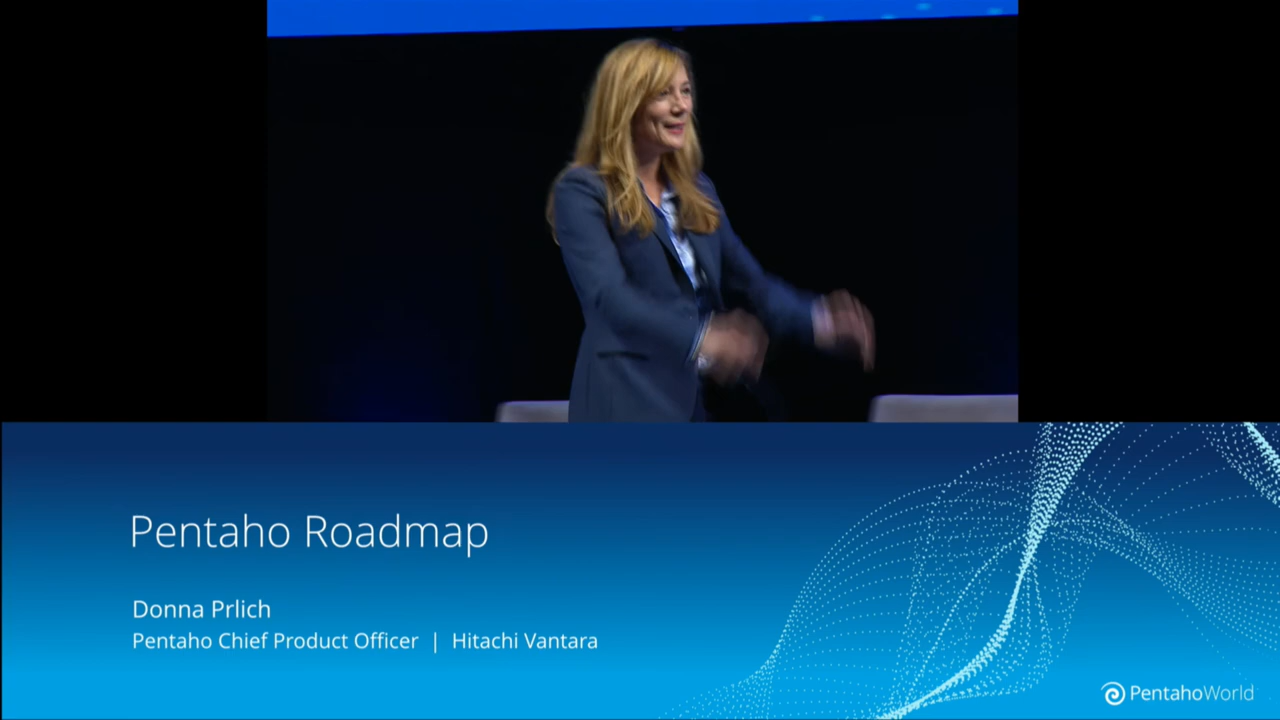 Pentaho Roadmap
Donna Prlich
Pentaho Chief Product Officer | Hitachi Vantara
PentahoWorld